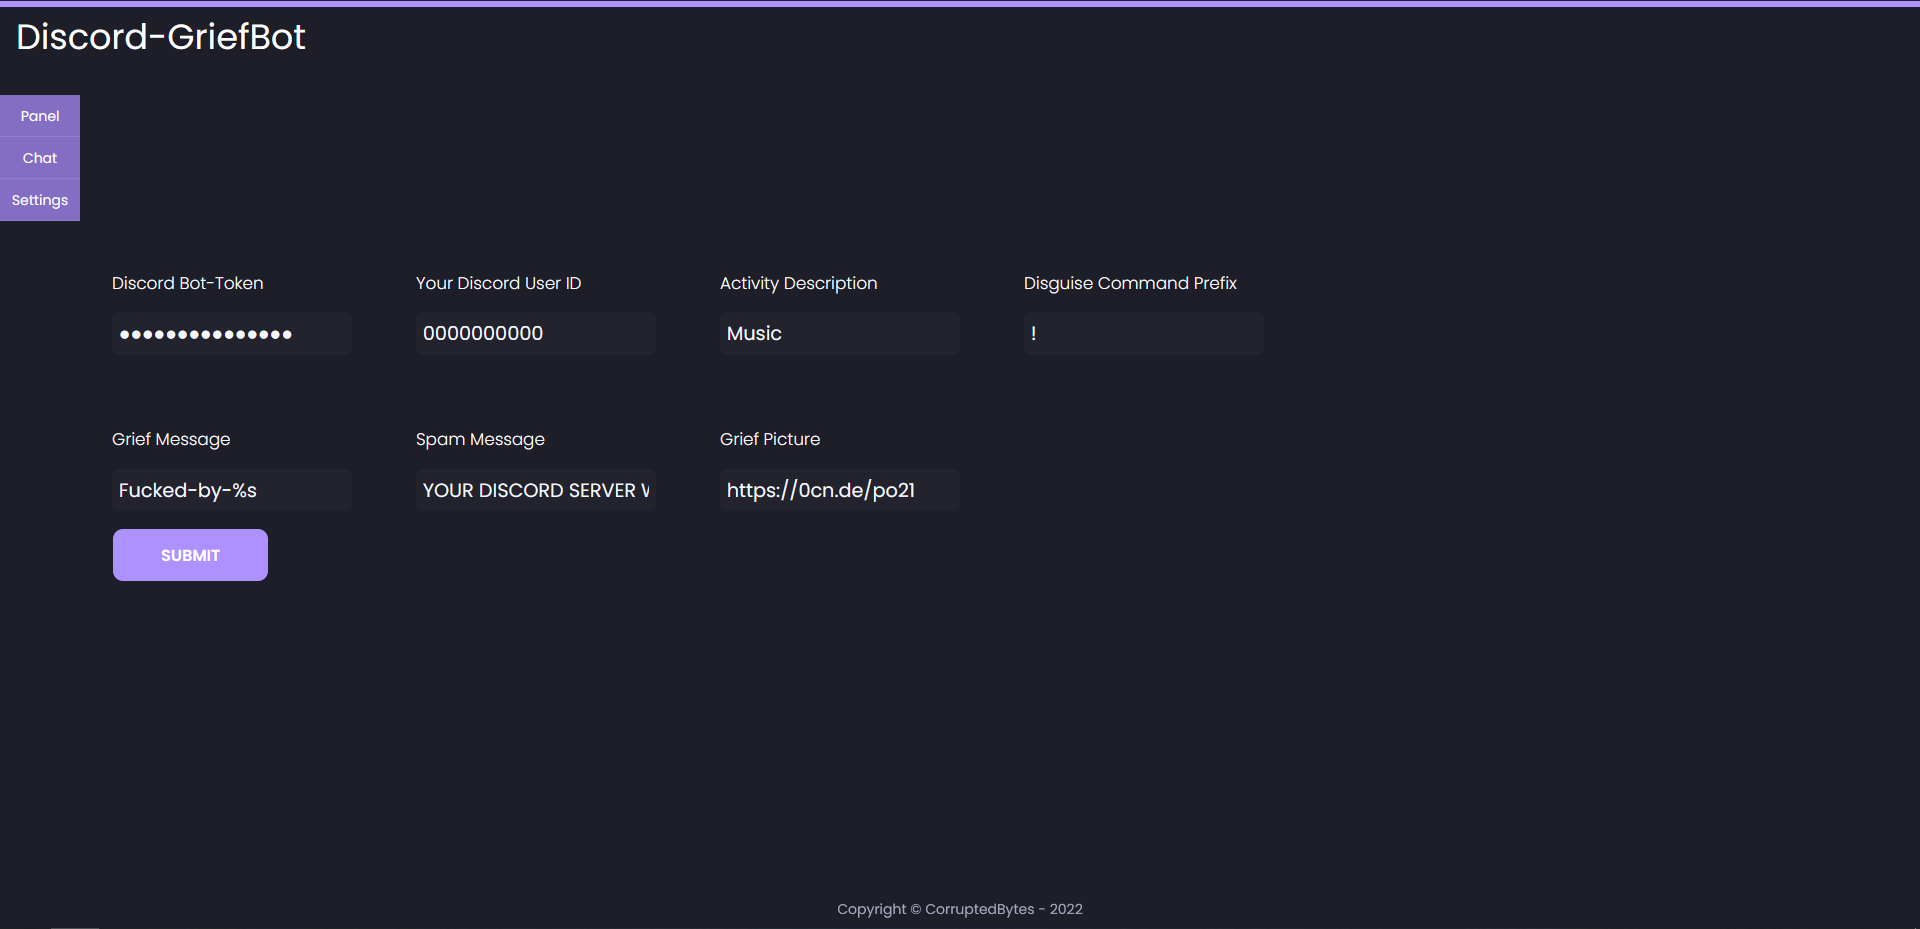 Discord-GriefBot
Panel
Chat
Settings
Discord Bot-Token
Your Discord User ID
Activity Description
Disguise Command Prefix
●●●●●●●●●●●●●●●
0000000000
Music
!
Grief Message
Spam Message
Grief Picture
Fucked-by-%s
YOUR DISCORD SERVER
https://0cn.de/po21
SUBMIT
Copyright © CorruptedBytes - 2022